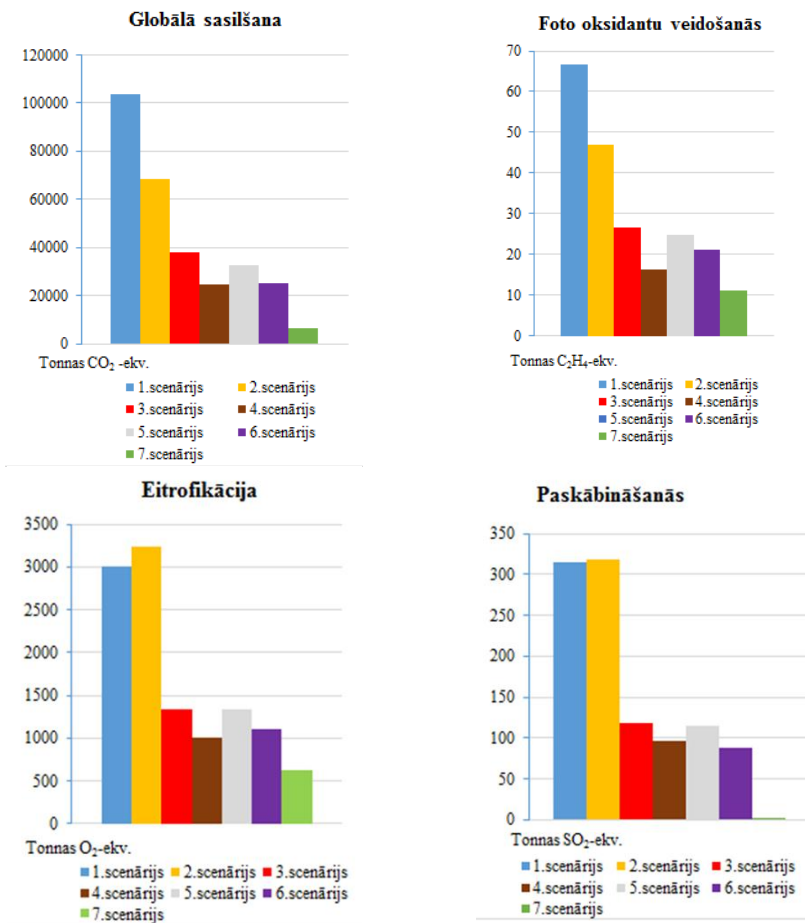 Globālā sasilšana
120000
100000
80000
60000
40000
20000
0
Tonnas CO₂ -ekv.
1.scenārijs 2.scenārijs
3.scenārijs 4.scenārijs
5.scenārijs 6.scenārijs
7.scenārijs
Foto oksidantu veidošanās
70
60
50
40
30
20
10
0
Tonnas C₂H₄-ekv.
1.scenārijs 2.scenārijs
3.scenārijs 4.scenārijs
5.scenārijs 6.scenārijs
7.scenārijs
Eitrofikācija
3500
3000
2500
2000
1500
1000
500
0
Tonnas O₂-ekv.
1.scenārijs 2.scenārijs 3.scenārijs
4.scenārijs 5.scenārijs 6.scenārijs
7.scenārijs
Paskābināšanās
350
300
250
200
150
100
50
0
Tonnas SO₂-ekv.
1.scenārijs 2.scenārijs 3.scenārijs
4.scenārijs 5.scenārijs 6.scenārijs
7.scenārijs